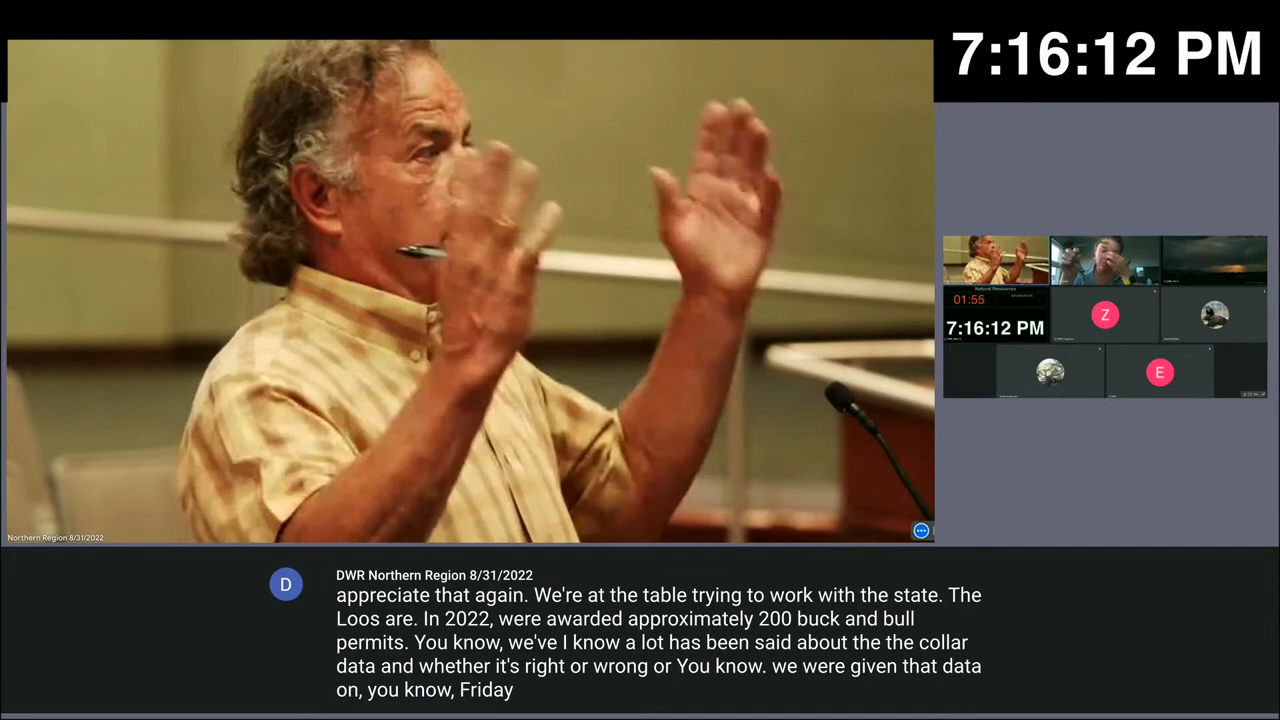 7:16:12 PM
Natural Resources
01:55
7:16:12 PM
Z
E
Northern Region 8/31/2022
D
DWR Northern Region 8/31/2022
appreciate that again. We're at the table trying to work with the state. The
Loos are. In 2022, were awarded approximately 200 buck and bull
permits. You know, we've I know a lot has been said about the the collar
data and whether it's right or wrong or You know. we were given that data
on, you know, Friday